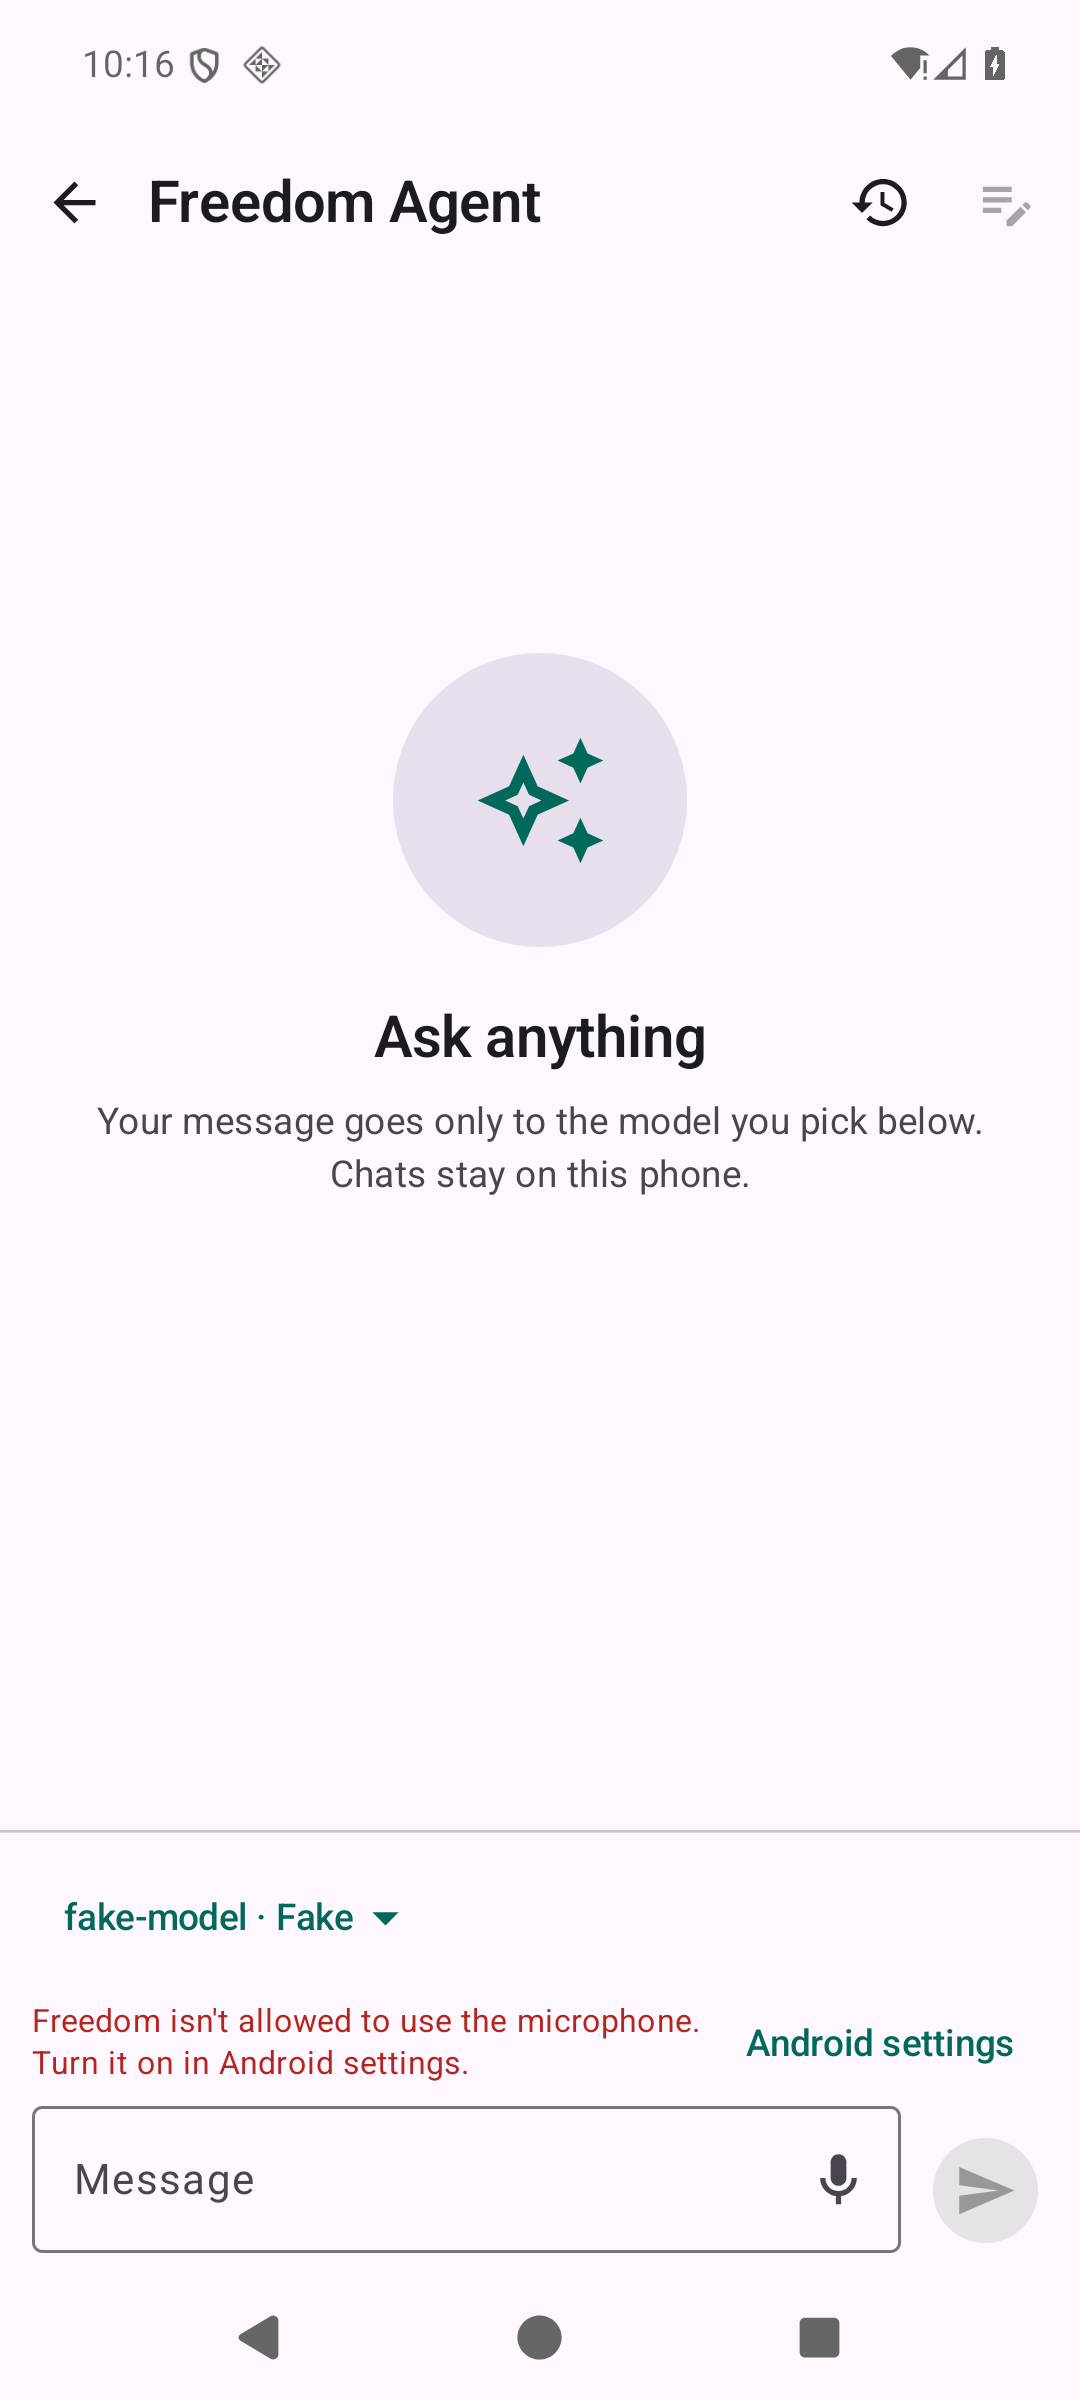 10:16
Freedom Agent
Ask anything
Your message goes only to the model you pick below.
Chats stay on this phone.
fake-model · Fake
Freedom isn't allowed to use the microphone.
Turn it on in Android settings.
Android settings
Message